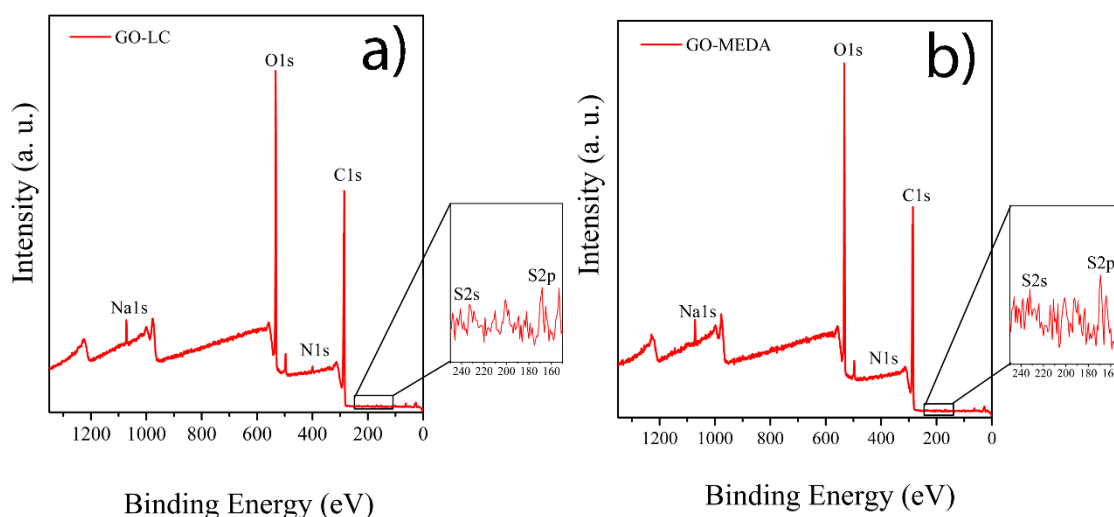 GO-LC
a)
O1s
C1s
Na1s
N1s
Intensity (a. u.)
1200 1000 800 600 400 200 0
Binding Energy (eV)
S2s
S2p
240 220 200 180 160
GO-MEDA
b)
O1s
C1s
Na1s
N1s
Intensity (a. u.)
1200 1000 800 600 400 200 0
Binding Energy (eV)
S2s
S2p
240 220 200 180 160